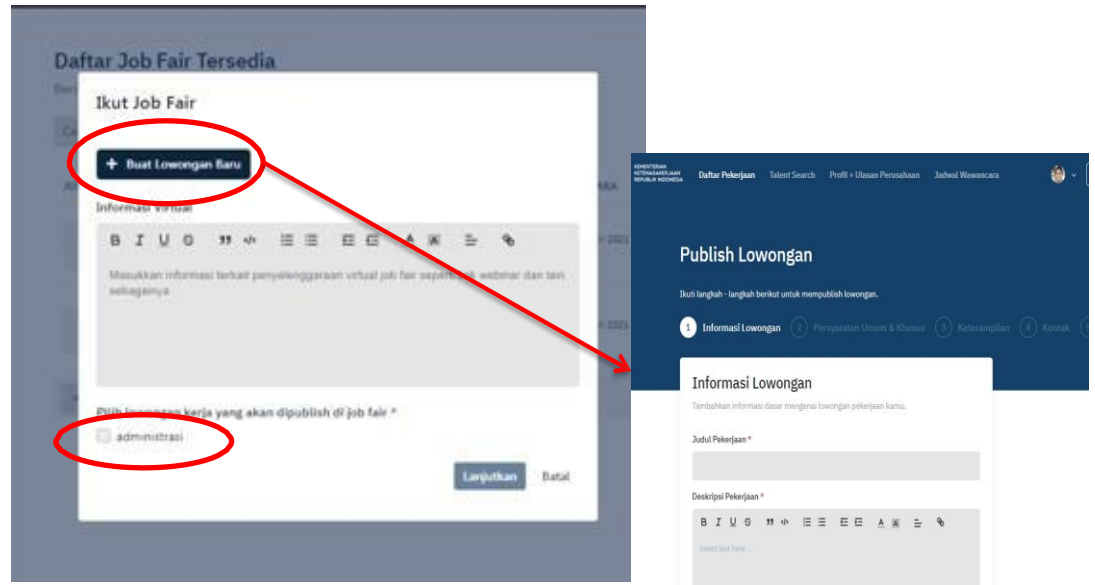 Daftar Job Fair Tersedia
Ikut Job Fair
+ Buat Lowongan Baru
Informasi Virtual
B I U S
Masukkan informasi terkait penyelenggaraan virtual job fair seperti link webinar dan lain
sebagainya
Pilih lowongan kerja yang akan dipublish di job fair *
administrasi
Lanjutkan Batal
2021
2021
KEMENTERIAN
KETENAGAKERJAAN
REPUBLIK INDONESIA
Daftar Pekerjaan Talent Search Profil + Ulasan Perusahaan Jadwal Wawancara
Publish Lowongan
Ikuti langkah - langkah berikut untuk mempublish lowongan.
1 Informasi Lowongan 2 Persyaratan Umum & Khusus 3 Keterampilan 4 Kontak
Informasi Lowongan
Tambahkan informasi dasar mengenai lowongan pekerjaan kamu.
Judul Pekerjaan *
Deskripsi Pekerjaan *
B I U S
Insert text here ...